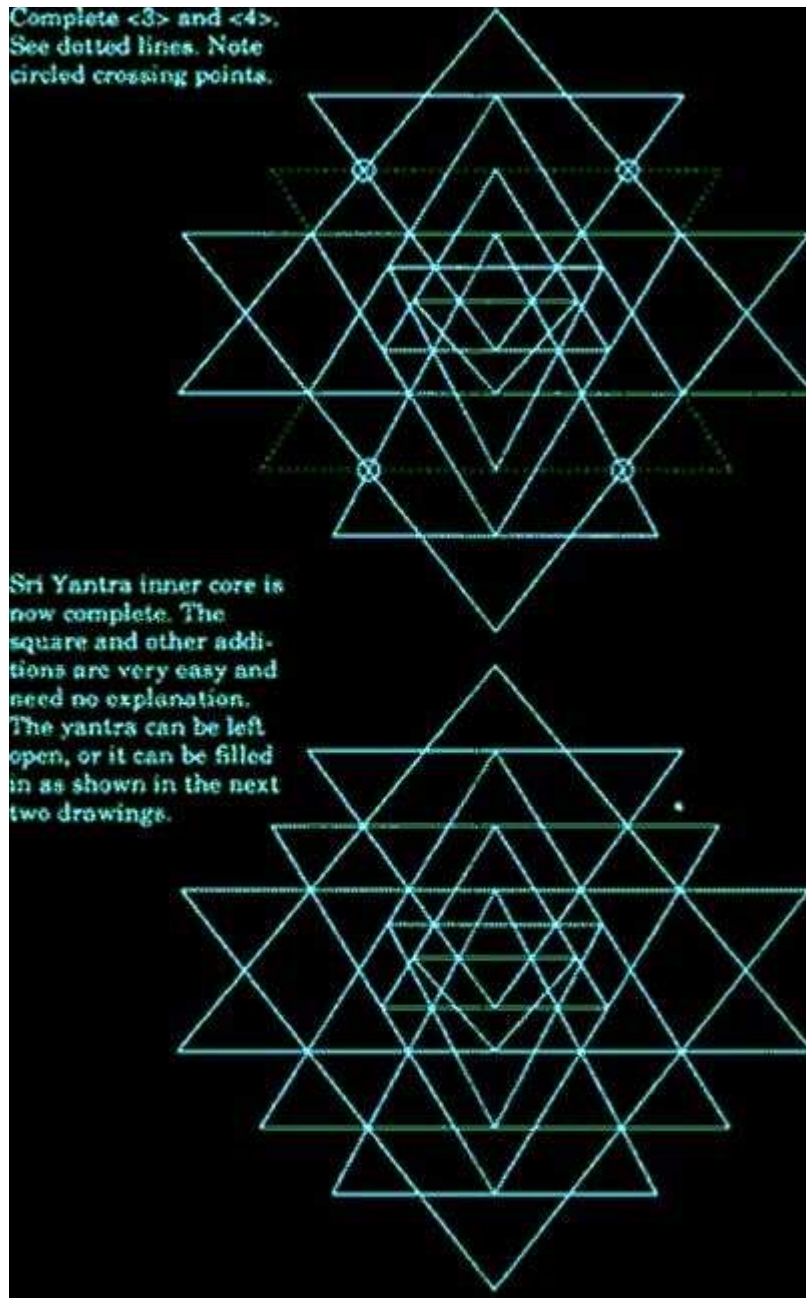 Complete <3> and <4>.
See dotted lines. Note
circled crossing points.
Sri Yantra inner core is
now complete. The
square and other addi-
tions are very easy and
need no explanation.
The yantra can be left
open, or it can be filled
in as shown in the next
two drawings.